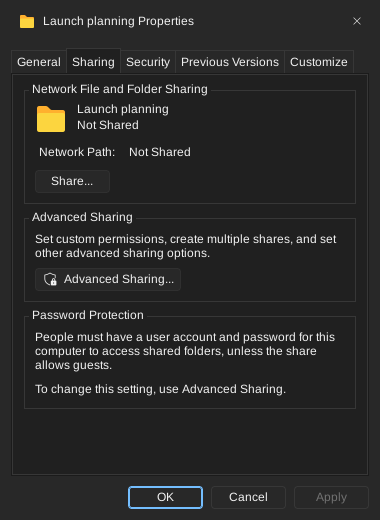 Launch planning Properties
General Sharing Security Previous Versions Customize
Network File and Folder Sharing
Launch planning
Not Shared
Network Path: Not Shared
Share...
Advanced Sharing
Set custom permissions, create multiple shares, and set
other advanced sharing options.
Advanced Sharing...
Password Protection
People must have a user account and password for this
computer to access shared folders, unless the share
allows guests.
To change this setting, use Advanced Sharing.
OK Cancel Apply